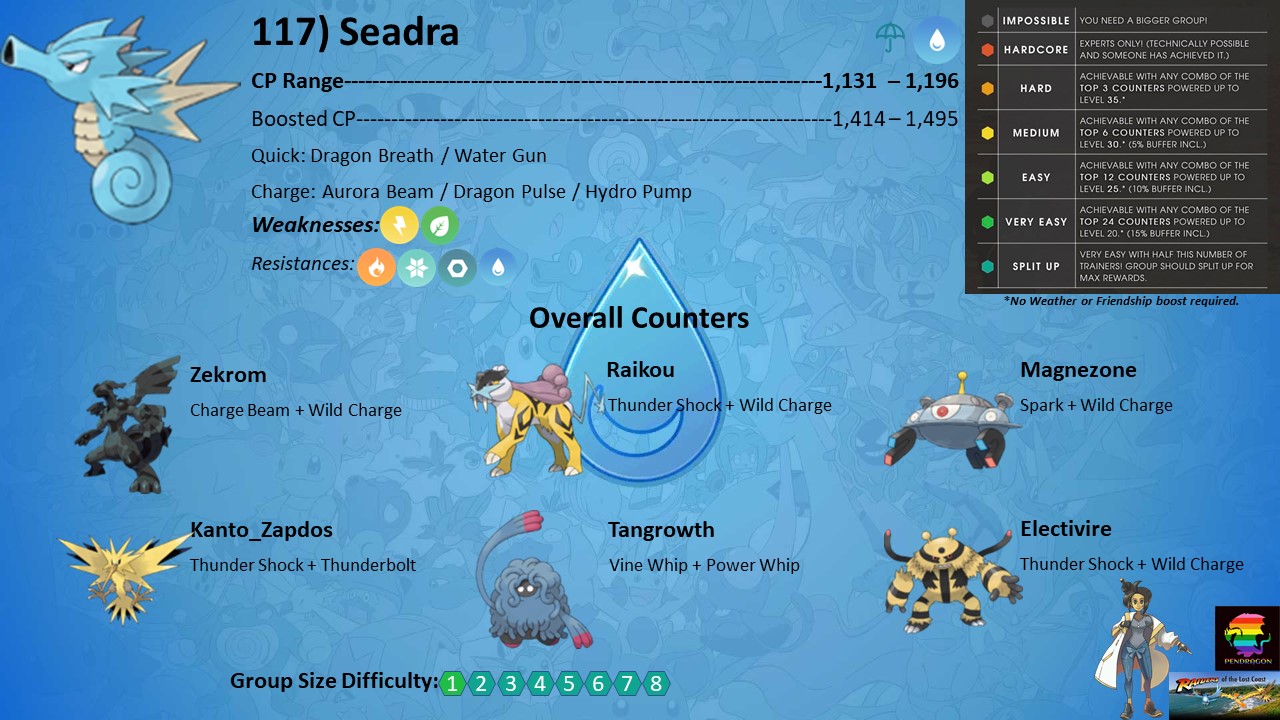 117) Seadra
CP Range--------------------------------------------------------------------1,131 – 1,196
Boosted CP--------------------------------------------------------------------1,414 – 1,495
Quick: Dragon Breath / Water Gun
Charge: Aurora Beam / Dragon Pulse / Hydro Pump
Weaknesses:
Resistances:
IMPOSSIBLE YOU NEED A BIGGER GROUP!
HARDCORE EXPERTS ONLY! (TECHNICALLY POSSIBLE
AND SOMEONE HAS ACHIEVED IT.)
HARD ACHIEVABLE WITH ANY COMBO OF THE
TOP 3 COUNTERS POWERED UP TO
LEVEL 35.*
MEDIUM ACHIEVABLE WITH ANY COMBO OF THE
TOP 6 COUNTERS POWERED UP TO
LEVEL 30.* (5% BUFFER INCL.)
EASY ACHIEVABLE WITH ANY COMBO OF THE
TOP 12 COUNTERS POWERED UP TO
LEVEL 25.* (10% BUFFER INCL.)
VERY EASY ACHIEVABLE WITH ANY COMBO OF THE
TOP 24 COUNTERS POWERED UP TO
LEVEL 20.* (15% BUFFER INCL.)
SPLIT UP VERY EASY WITH HALF THIS NUMBER OF
TRAINERS! GROUP SHOULD SPLIT UP FOR
MAX REWARDS.
*No Weather or Friendship boost required.
Overall Counters
Zekrom
Charge Beam + Wild Charge
Raikou
Thunder Shock + Wild Charge
Magnezone
Spark + Wild Charge
Kanto_Zapdos
Thunder Shock + Thunderbolt
Tangrowth
Vine Whip + Power Whip
Electivire
Thunder Shock + Wild Charge
Group Size Difficulty: 1 2 3 4 5 6 7 8
PENDRAGON
RAIDERS of the Lost Coast